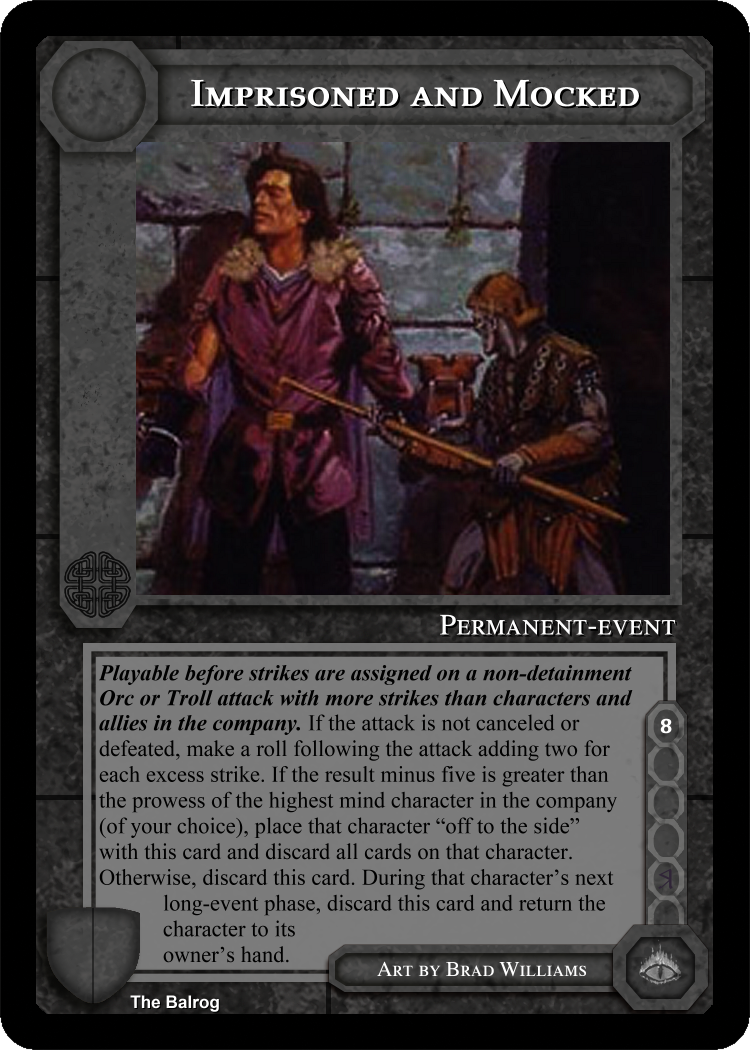 Imprisoned and Mocked
Permanent-event
Playable before strikes are assigned on a non-detainment
Orc or Troll attack with more strikes than characters and
allies in the company. If the attack is not canceled or
defeated, make a roll following the attack adding two for
each excess strike. If the result minus five is greater than
the prowess of the highest mind character in the company
(of your choice), place that character “off to the side”
with this card and discard all cards on that character.
Otherwise, discard this card. During that character’s next
long-event phase, discard this card and return the
character to its
owner’s hand.
8
Art by Brad Williams
The Balrog